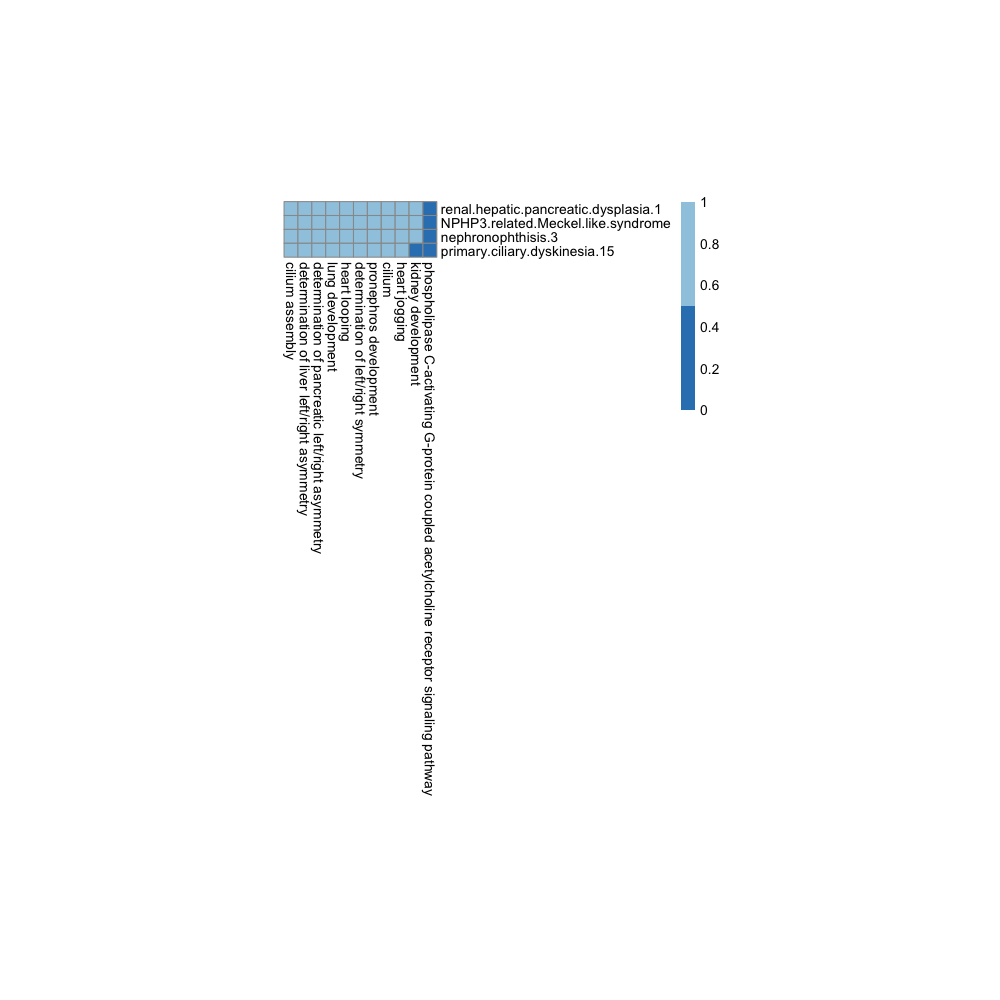 renal.hepatic.pancreatic.dysplasia.1
NPHP3.related.Meckel.like.syndrome
nephronophthisis.3
primary.ciliary.dyskinesia.15
1
0.8
0.6
0.4
0.2
0
cilium assembly
determination of liver left/right asymmetry
determination of pancreatic left/right asymmetry
lung development
heart looping
determination of left/right symmetry
pronephros development
cilium
heart jogging
kidney development
phospholipase C-activating G-protein coupled acetylcholine receptor signaling pathway